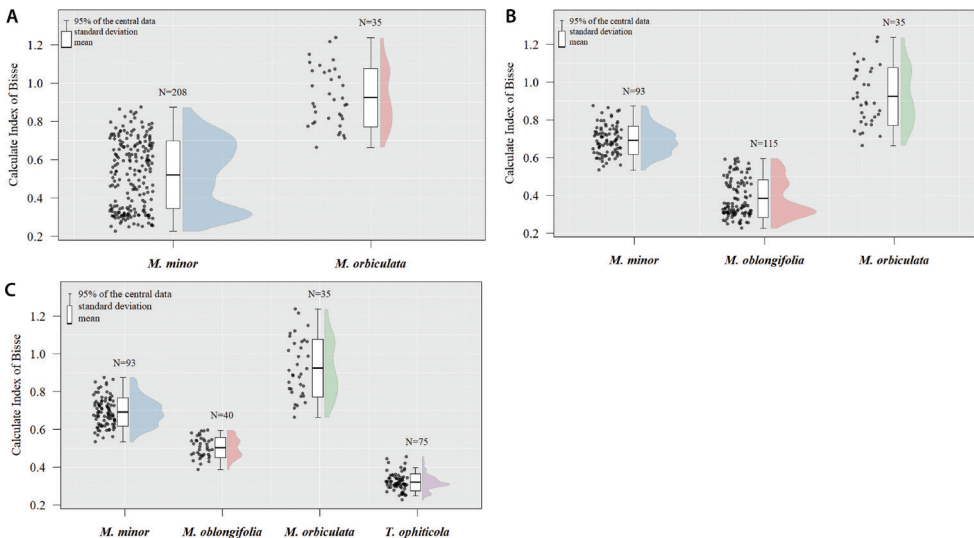 A
95% of the central data
standard deviation
mean
N=208
N=35
Calculate Index of Bisse
1.2
1.0
0.8
0.6
0.4
0.2
M. minor
M. orbiculata
B
95% of the central data
standard deviation
mean
N=93
N=115
N=35
Calculate Index of Bisse
1.2
1.0
0.8
0.6
0.4
0.2
M. minor
M. oblongifolia
M. orbiculata
C
95% of the central data
standard deviation
mean
N=93
N=40
N=35
N=75
Calculate Index of Bisse
1.2
1.0
0.8
0.6
0.4
0.2
M. minor
M. oblongifolia
M. orbiculata
T. ophiticola